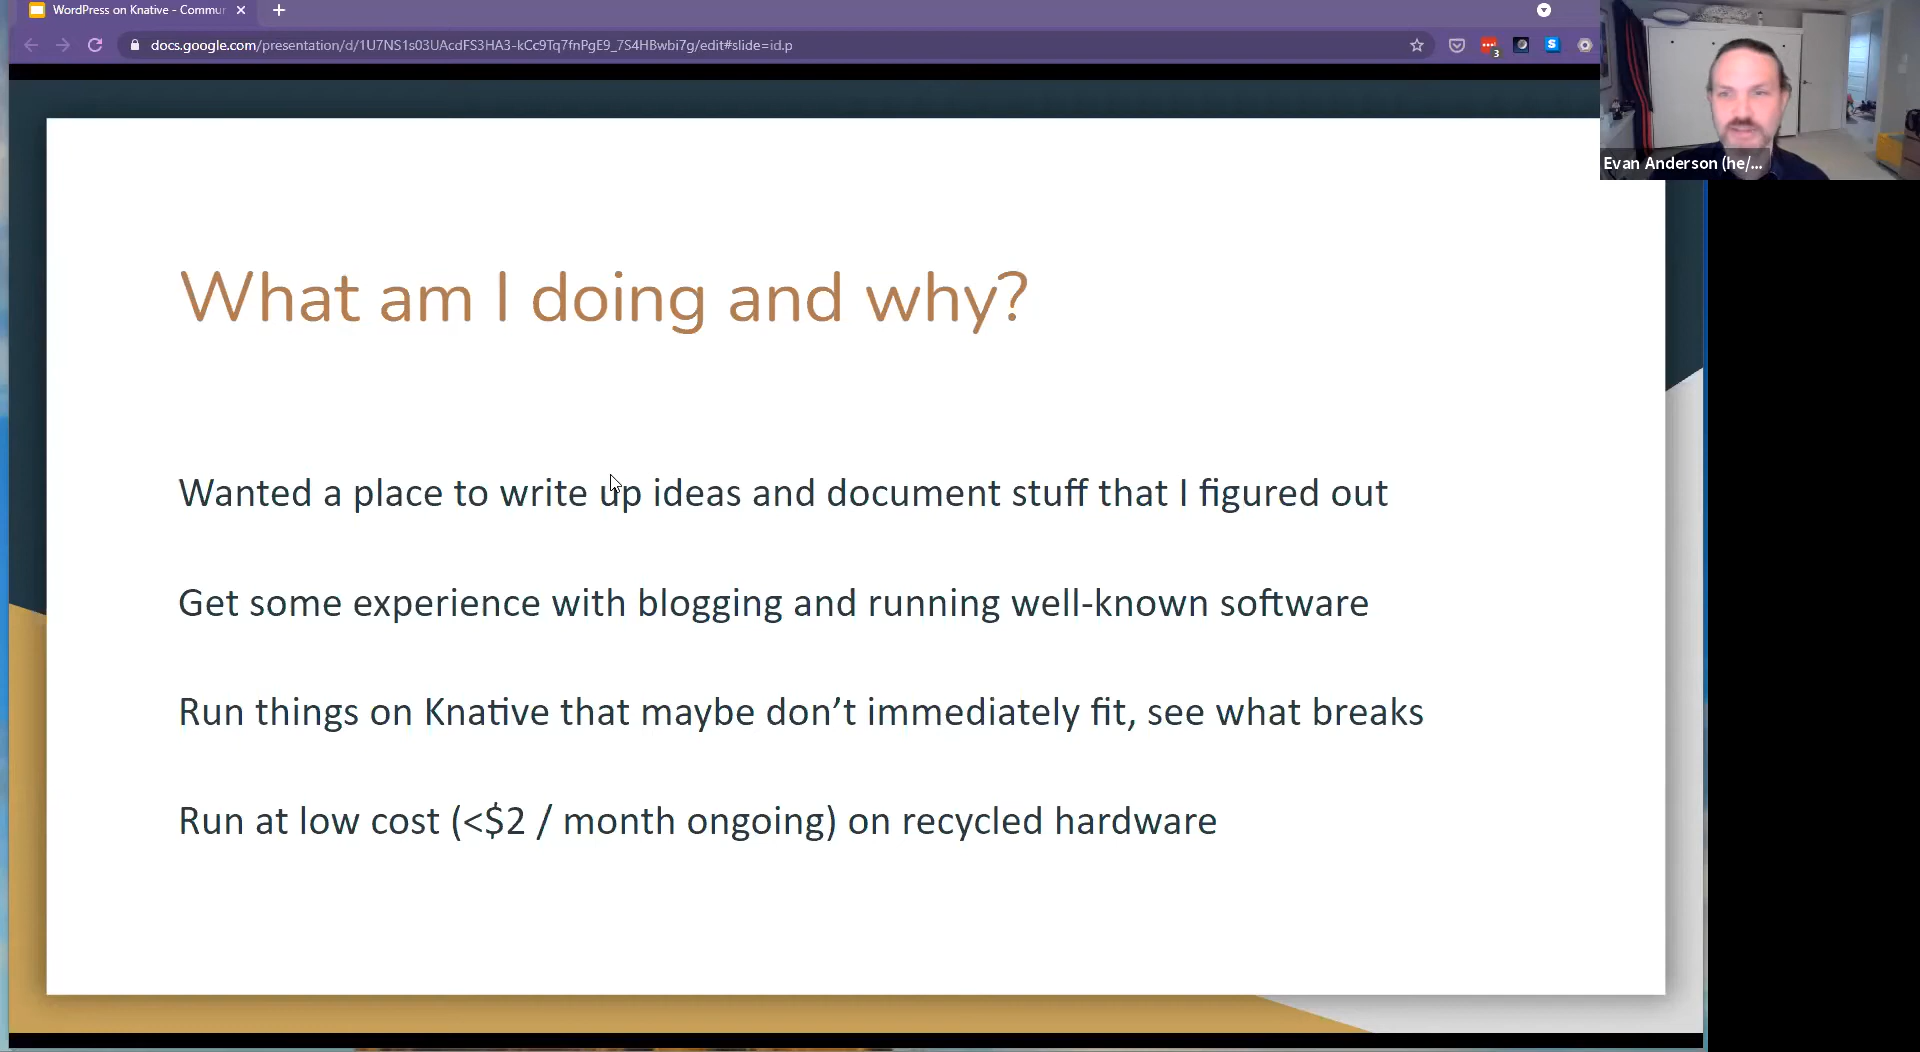 WordPress on Knative - Commu
docs.google.com/presentation/d/1U7NS1s03UAcdFS3HA3-kCc9Tq7fnPgE9_7S4HBwbi7g/edit#slide=id.p
3
S
Evan Anderson (he/...
What am I doing and why?
Wanted a place to write up ideas and document stuff that I figured out
Get some experience with blogging and running well-known software
Run things on Knative that maybe don’t immediately fit, see what breaks
Run at low cost (<$2 / month ongoing) on recycled hardware